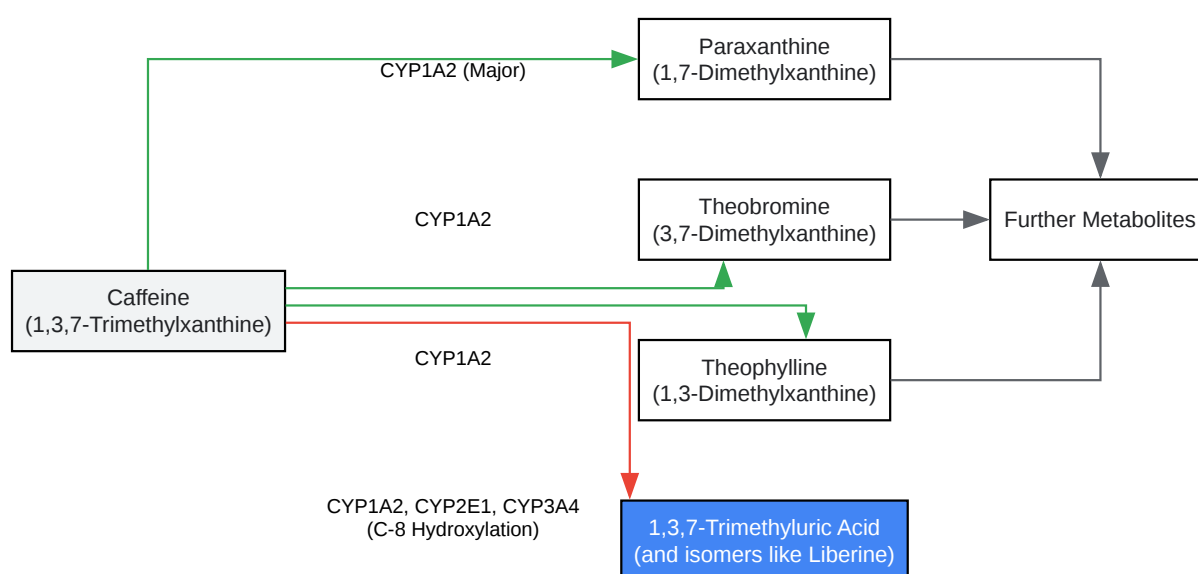 Paraxanthine
(1,7-Dimethylxanthine)
CYP1A2 (Major)
Theobromine
(3,7-Dimethylxanthine)
CYP1A2
Further Metabolites
Caffeine
(1,3,7-Trimethylxanthine)
CYP1A2
Theophylline
(1,3-Dimethylxanthine)
CYP1A2, CYP2E1, CYP3A4
(C-8 Hydroxylation)
1,3,7-Trimethyluric Acid
(and isomers like Liberine)